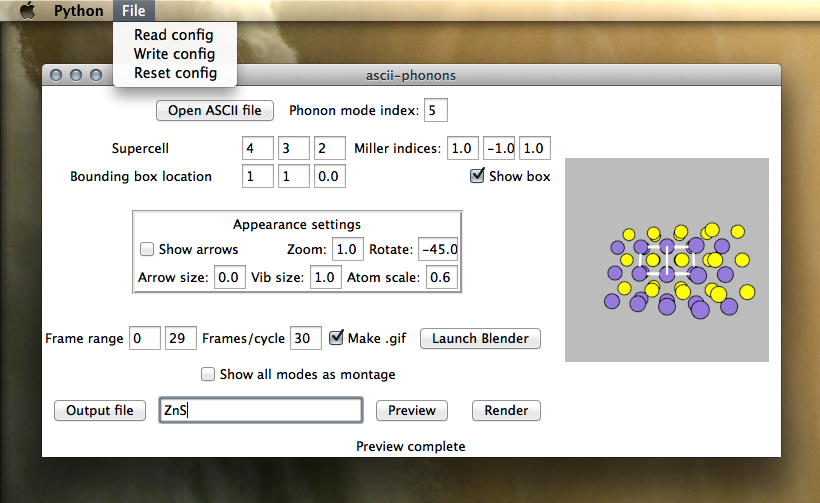 Python File
Read config
Write config
Reset config
ascii-phonons
Open ASCII file Phonon mode index: 5
Supercell 4 3 2 Miller indices: 1.0 -1.0 1.0
Bounding box location 1 1 0.0 Show box
Appearance settings
Show arrows Zoom: 1.0 Rotate: -45.0
Arrow size: 0.0 Vib size: 1.0 Atom scale: 0.6
Frame range 0 29 Frames/cycle 30 Make .gif Launch Blender
Show all modes as montage
Output file ZnS Preview Render
Preview complete